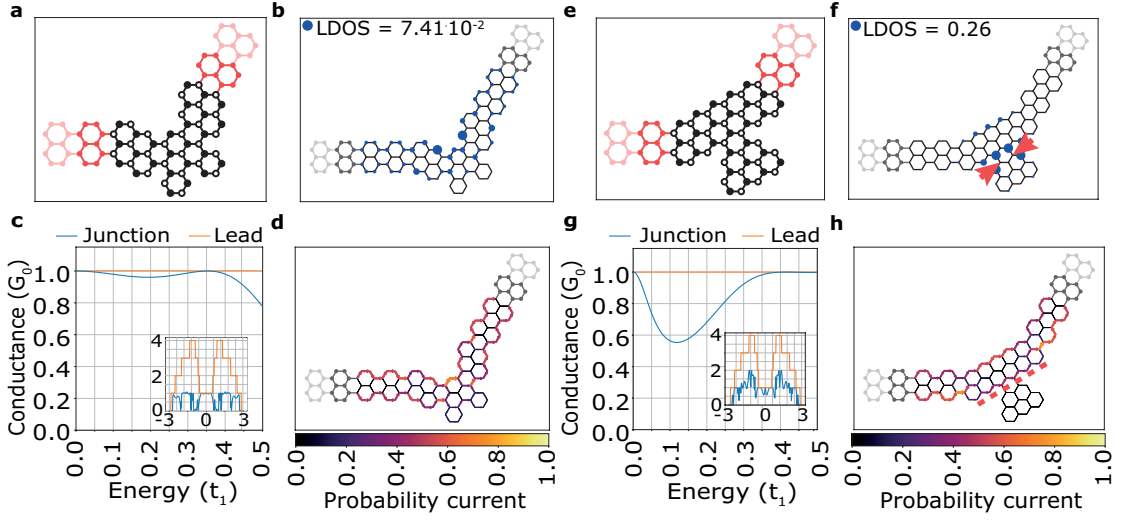 a
b
LDOS = 7.41·10-2
e
f
LDOS = 0.26
c
Junction
Lead
Conductance (G0)
1.0
0.8
0.6
0.4
0.2
0.0
4
2
0
-3
0
3
0.0
0.1
0.2
0.3
0.4
0.5
Energy (t1)
d
0.0
0.2
0.4
0.6
0.8
1.0
Probability current
g
Junction
Lead
Conductance (G0)
1.0
0.8
0.6
0.4
0.2
0.0
4
2
0
-3
0
3
0.0
0.1
0.2
0.3
0.4
0.5
Energy (t1)
h
0.0
0.2
0.4
0.6
0.8
1.0
Probability current